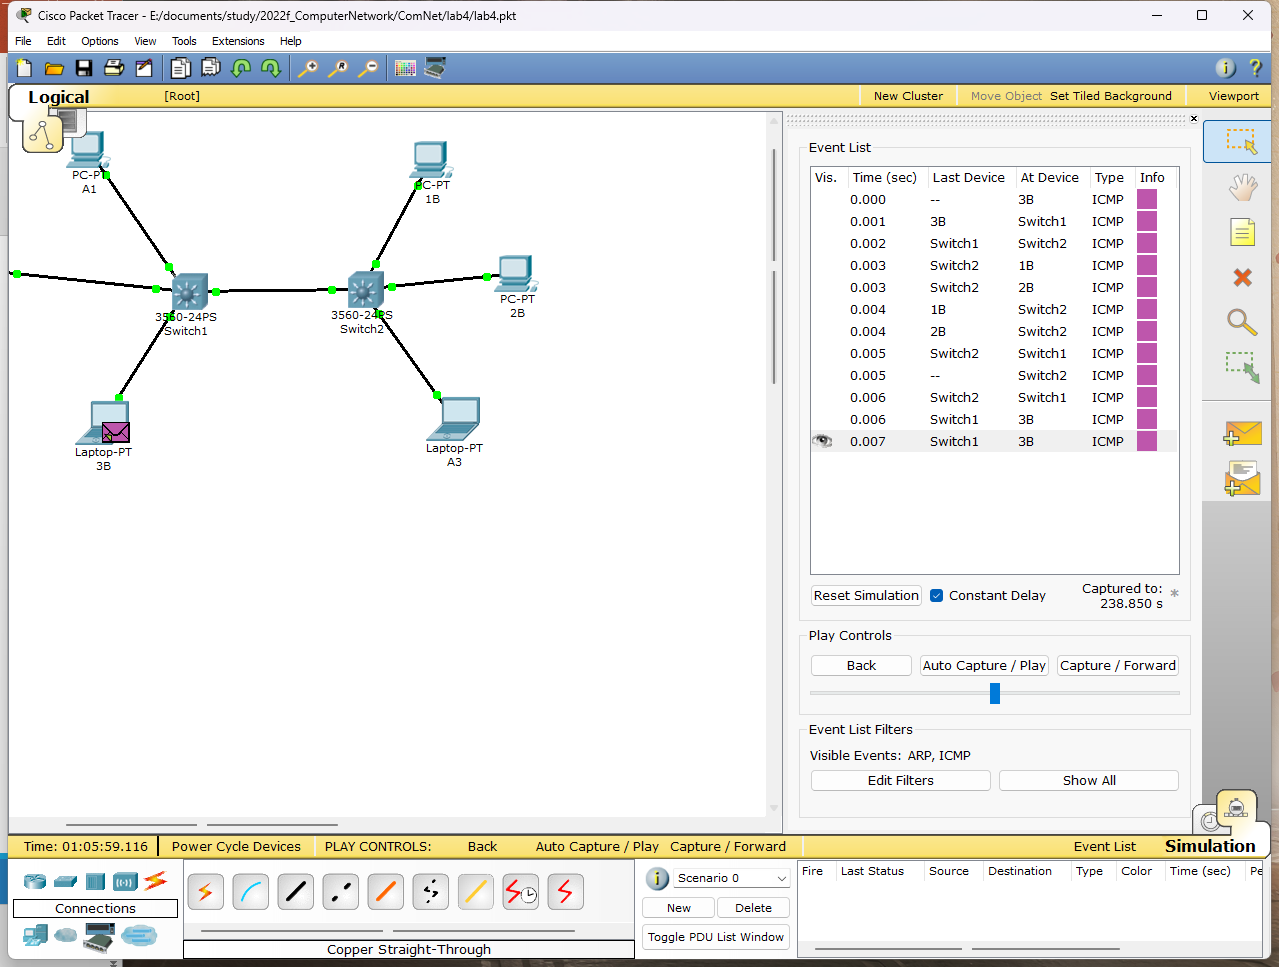 Cisco Packet Tracer - E:/documents/study/2022f_ComputerNetwork/ComNet/lab4/lab4.pkt
File Edit Options View Tools Extensions Help
Logical [Root] New Cluster Move Object Set Tiled Background Viewport
PC-PT
A1
PC-PT
1B
PC-PT
2B
3560-24PS
Switch1
3560-24PS
Switch2
Laptop-PT
3B
Laptop-PT
A3
Event List
Vis. Time (sec) Last Device At Device Type Info
0.000 -- 3B ICMP
0.001 3B Switch1 ICMP
0.002 Switch1 Switch2 ICMP
0.003 Switch2 1B ICMP
0.003 Switch2 2B ICMP
0.004 1B Switch2 ICMP
0.004 2B Switch2 ICMP
0.005 Switch2 Switch1 ICMP
0.005 -- Switch2 ICMP
0.006 Switch2 Switch1 ICMP
0.006 Switch1 3B ICMP
0.007 Switch1 3B ICMP
Reset Simulation Constant Delay Captured to: *
238.850 s
Play Controls
Back Auto Capture / Play Capture / Forward
Event List Filters
Visible Events: ARP, ICMP
Edit Filters Show All
Time: 01:05:59.116 Power Cycle Devices PLAY CONTROLS: Back Auto Capture / Play Capture / Forward Event List Simulation
Connections
Copper Straight-Through
Scenario 0
New Delete
Toggle PDU List Window
Fire Last Status Source Destination Type Color Time (sec) Pe